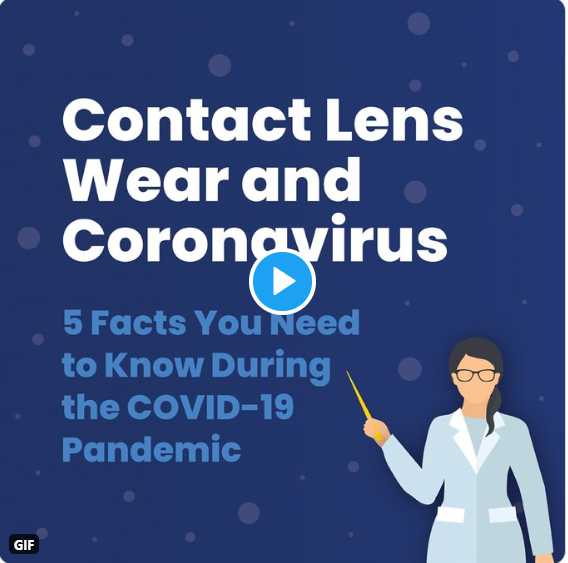 Contact Lens
Wear and
Coronavirus
5 Facts You Need
to Know During
the COVID-19
Pandemic
GIF